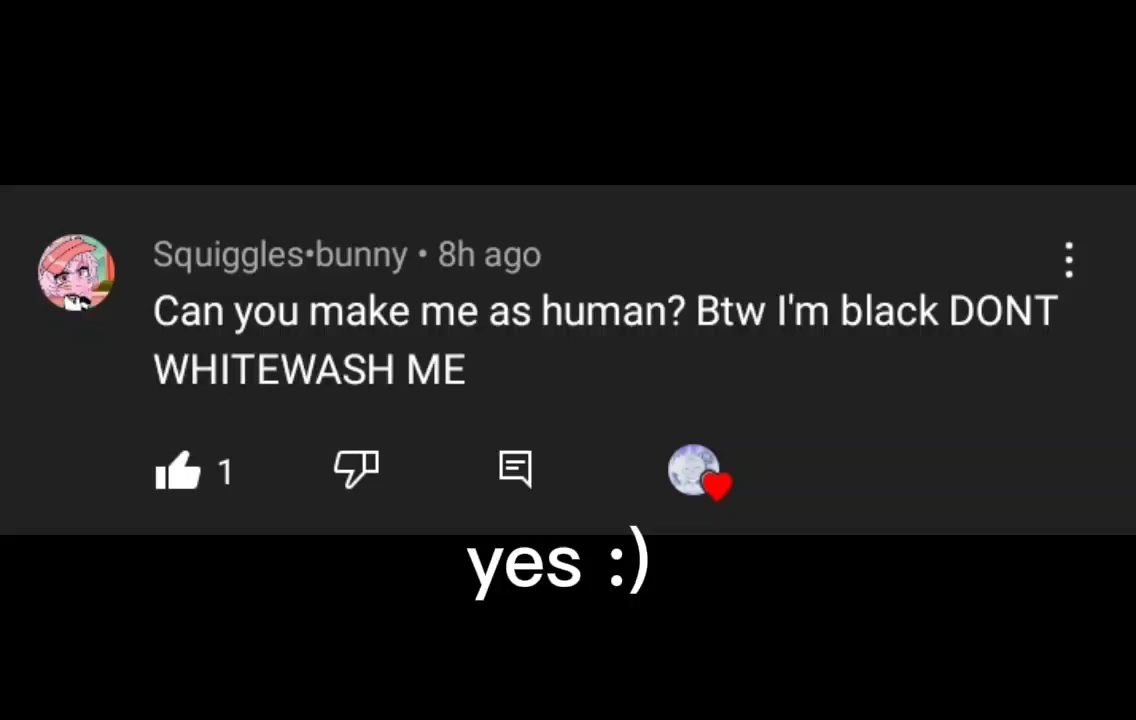 Squiggles•bunny • 8h ago
Can you make me as human? Btw I'm black DONT
WHITEWASH ME
1
yes :)